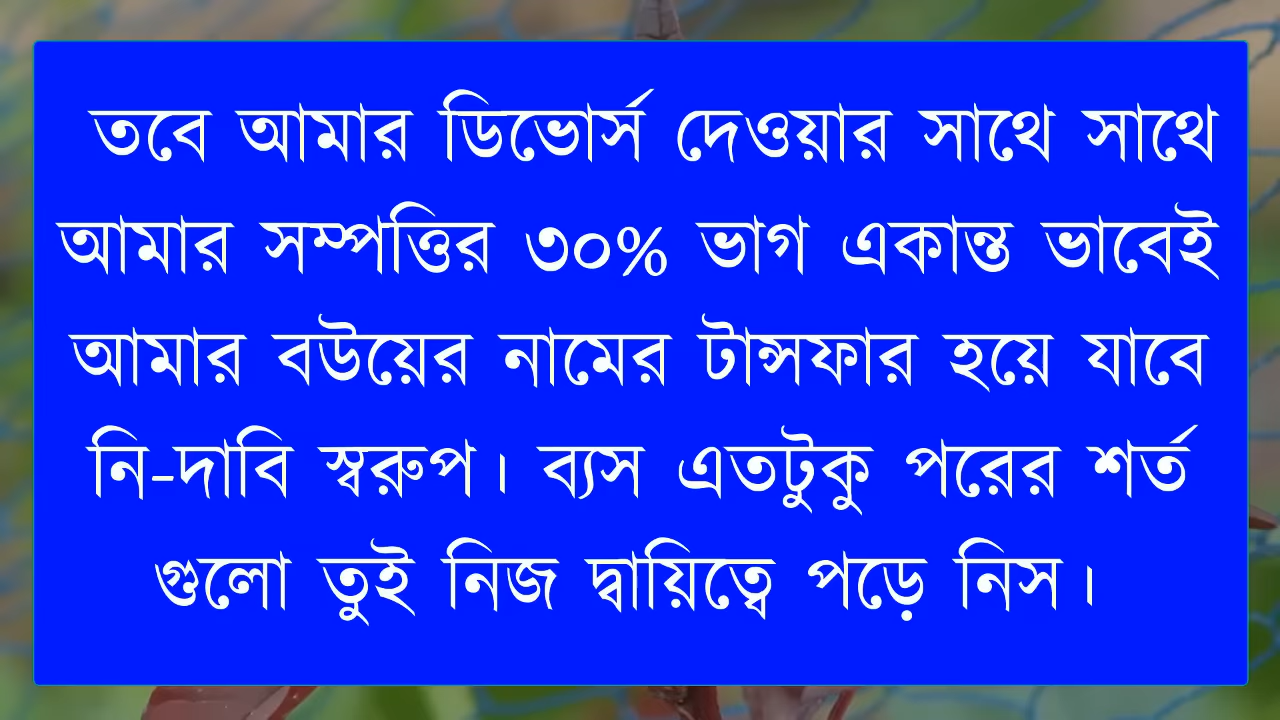 তবে আমার ডিভোর্স দেওয়ার সাথে সাথে
আমার সম্পত্তির ৩০% ভাগ একান্ত ভাবেই
আমার বউয়ের নামের টান্সফার হয়ে যাবে
নি-দাবি স্বরুপ। ব্যস এতটুকু পরের শর্ত
গুলো তুই নিজ দ্বায়িত্বে পড়ে নিস।